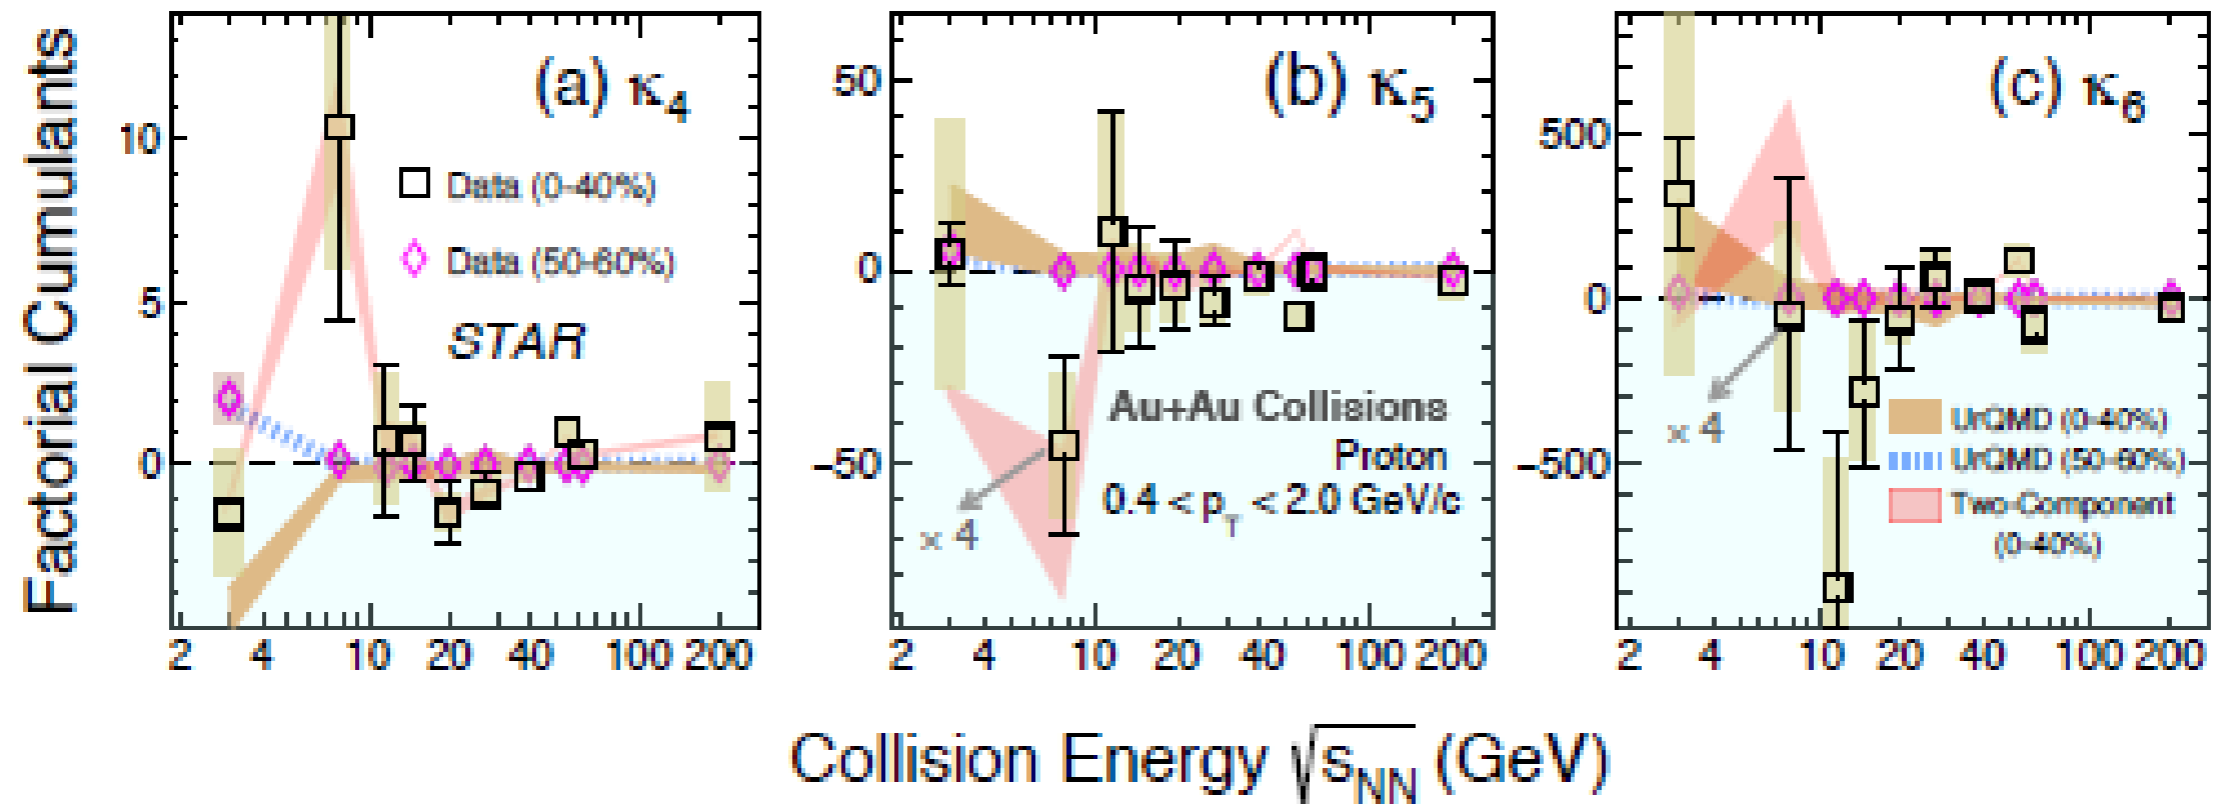 Factorial Cumulants
(a) κ4
Data (0-40%)
Data (50-60%)
STAR
10
5
0
2 4 10 20 40 100 200
(b) κ5
50
0
−50
× 4
Au+Au Collisions
Proton
0.4 < pT < 2.0 GeV/c
2 4 10 20 40 100 200
(c) κ6
500
0
−500
× 4
UrQMD (0-40%)
UrQMD (50-60%)
Two-Component
(0-40%)
2 4 10 20 40 100 200
Collision Energy √sNN (GeV)